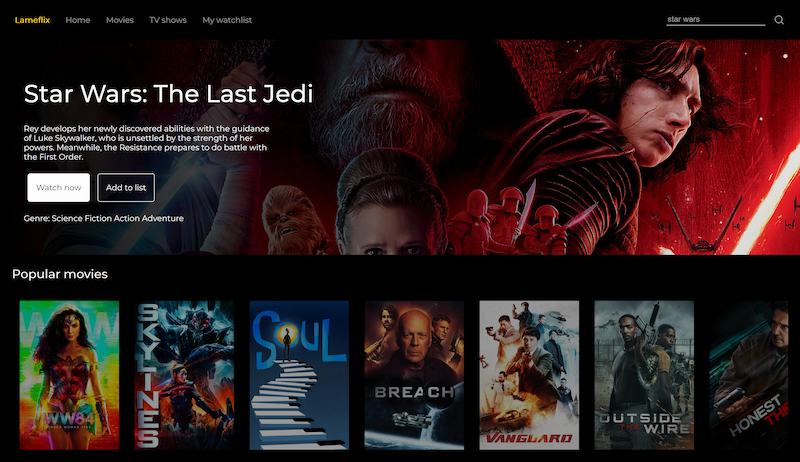 Lameflix Home Movies TV shows My watchlist star wars
Star Wars: The Last Jedi
Rey develops her newly discovered abilities with the guidance
of Luke Skywalker, who is unsettled by the strength of her
powers. Meanwhile, the Resistance prepares to do battle with
the First Order.
Watch now Add to list
Genre: Science Fiction Action Adventure
Popular movies
WW84
SKYLINES
SOUL
BREACH
VANGUARD
OUTSIDE
THE WIRE
HONEST